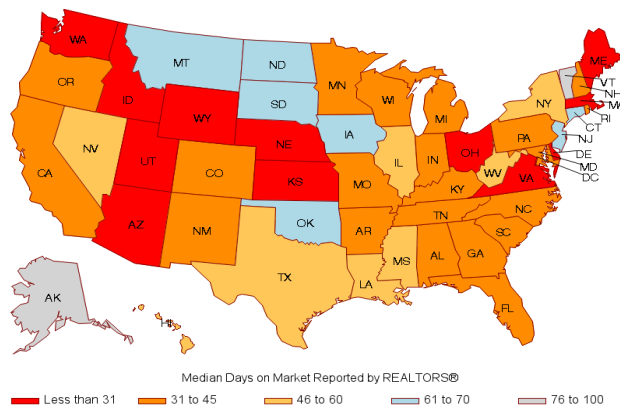 WA
ME
MT
ND
VT
MN
OR
NH
ID
WI
SD
NY
MA
WY
MI
RI
CT
IA
PA
NE
NJ
NV
OH
IL
IN
DE
UT
WV
MD
CO
VA
CA
KS
MO
KY
DC
NC
TN
AZ
OK
NM
AR
SC
MS
AL
GA
TX
LA
AK
FL
HI
Median Days on Market Reported by REALTORS®
Less than 31 31 to 45 46 to 60 61 to 70 76 to 100